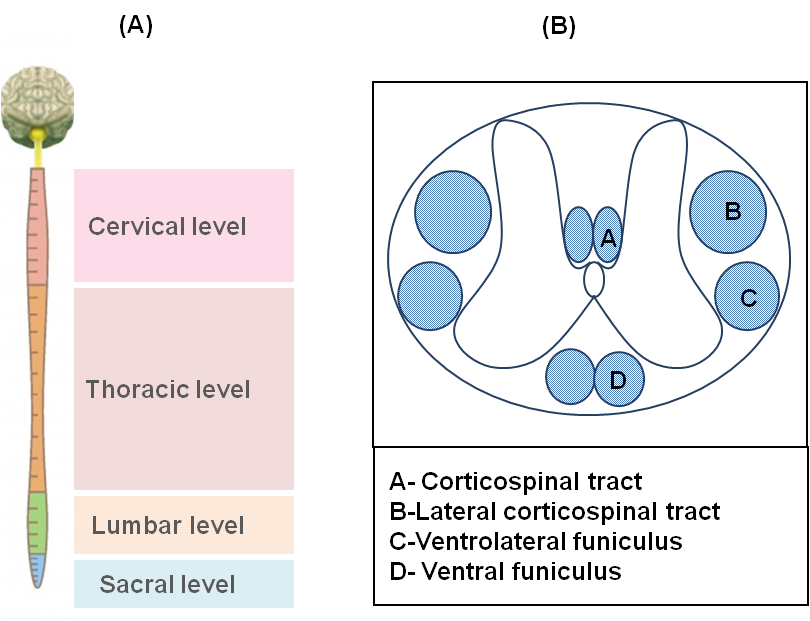 (A)
Cervical level
Thoracic level
Lumbar level
Sacral level
(B)
A
B
C
D
A- Corticospinal tract
B-Lateral corticospinal tract
C-Ventrolateral funiculus
D- Ventral funiculus